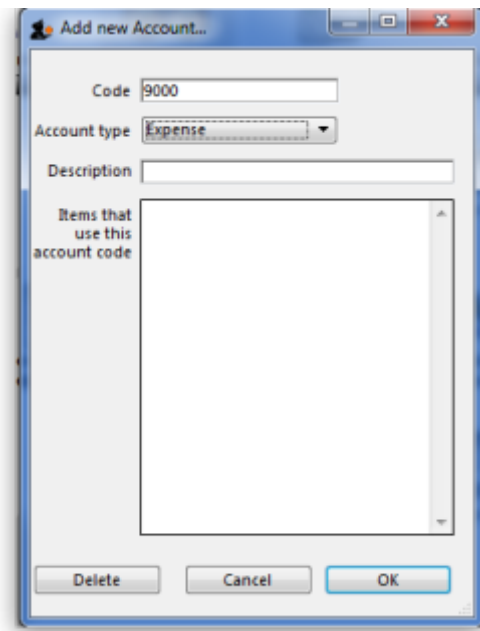 Add new Account...
Code 9000
Account type Expense
Description
Items that
use this
account code
Delete Cancel OK